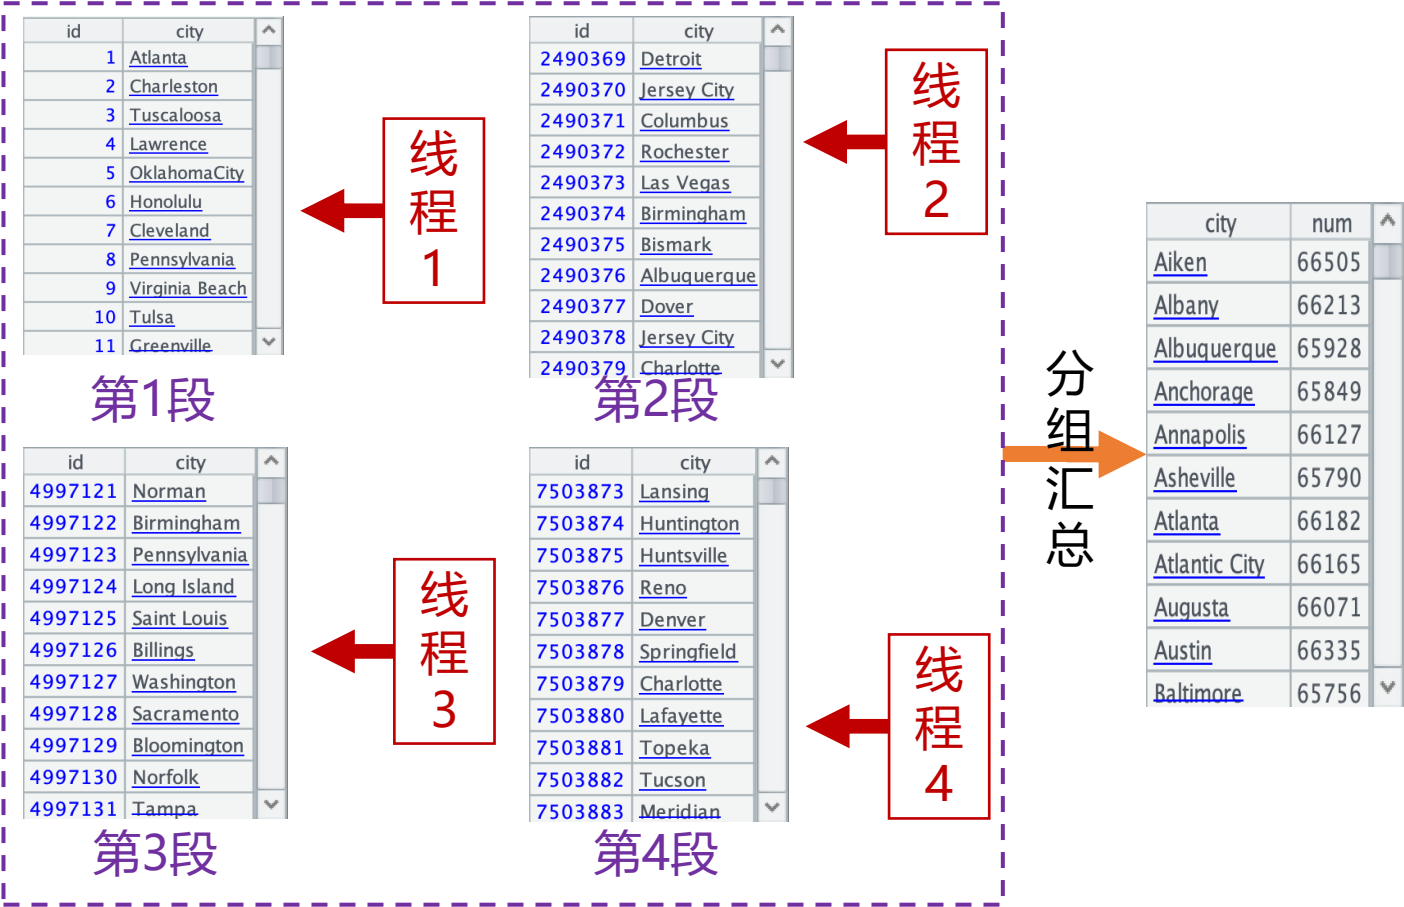 id city
1 Atlanta
2 Charleston
3 Tuscaloosa
4 Lawrence
5 OklahomaCity
6 Honolulu
7 Cleveland
8 Pennsylvania
9 Virginia Beach
10 Tulsa
11 Greenville
第1段
线程1
id city
2490369 Detroit
2490370 Jersey City
2490371 Columbus
2490372 Rochester
2490373 Las Vegas
2490374 Birmingham
2490375 Bismark
2490376 Albuquerque
2490377 Dover
2490378 Jersey City
2490379 Charlotte
第2段
线程2
id city
4997121 Norman
4997122 Birmingham
4997123 Pennsylvania
4997124 Long Island
4997125 Saint Louis
4997126 Billings
4997127 Washington
4997128 Sacramento
4997129 Bloomington
4997130 Norfolk
4997131 Tampa
第3段
线程3
id city
7503873 Lansing
7503874 Huntington
7503875 Huntsville
7503876 Reno
7503877 Denver
7503878 Springfield
7503879 Charlotte
7503880 Lafayette
7503881 Topeka
7503882 Tucson
7503883 Meridian
第4段
线程4
分组汇总
city num
Aiken 66505
Albany 66213
Albuquerque 65928
Anchorage 65849
Annapolis 66127
Asheville 65790
Atlanta 66182
Atlantic City 66165
Augusta 66071
Austin 66335
Baltimore 65756